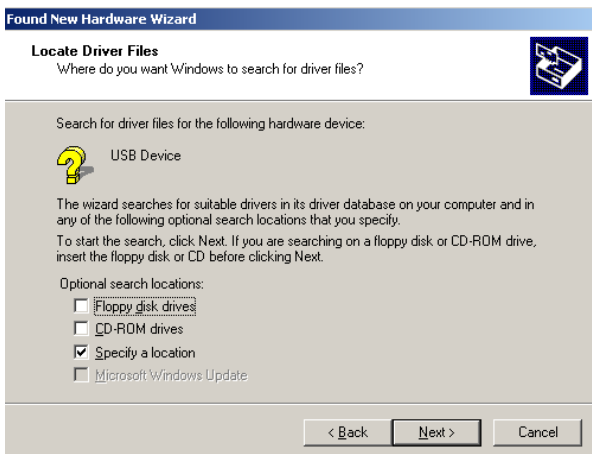 Found New Hardware Wizard
Locate Driver Files
Where do you want Windows to search for driver files?
Search for driver files for the following hardware device:
USB Device
The wizard searches for suitable drivers in its driver database on your computer and in
any of the following optional search locations that you specify.
To start the search, click Next. If you are searching on a floppy disk or CD-ROM drive,
insert the floppy disk or CD before clicking Next.
Optional search locations:
Floppy disk drives
CD-ROM drives
Specify a location
Microsoft Windows Update
< Back Next > Cancel